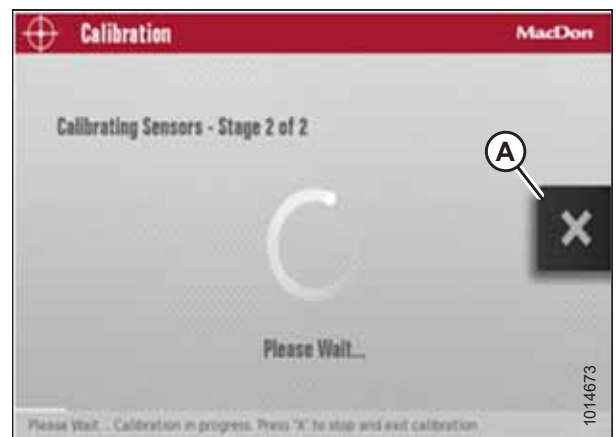 Calibration
MacDon
Calibrating Sensors - Stage 2 of 2
A
X
Please Wait...
Please Wait... Calibration in progress. Press "X" to stop and exit calibration
1014673